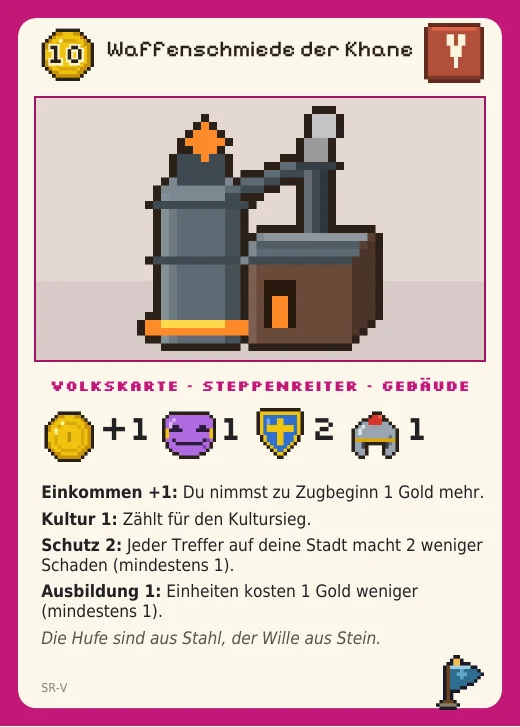 10 Waffenschmiede der Khane
VOLKSKARTE - STEPPENREITER - GEBÄUDE
+1 1 2 1
Einkommen +1: Du nimmst zu Zugbeginn 1 Gold mehr.
Kultur 1: Zählt für den Kultursieg.
Schutz 2: Jeder Treffer auf deine Stadt macht 2 weniger
Schaden (mindestens 1).
Ausbildung 1: Einheiten kosten 1 Gold weniger
(mindestens 1).
Die Hufe sind aus Stahl, der Wille aus Stein.
SR-V